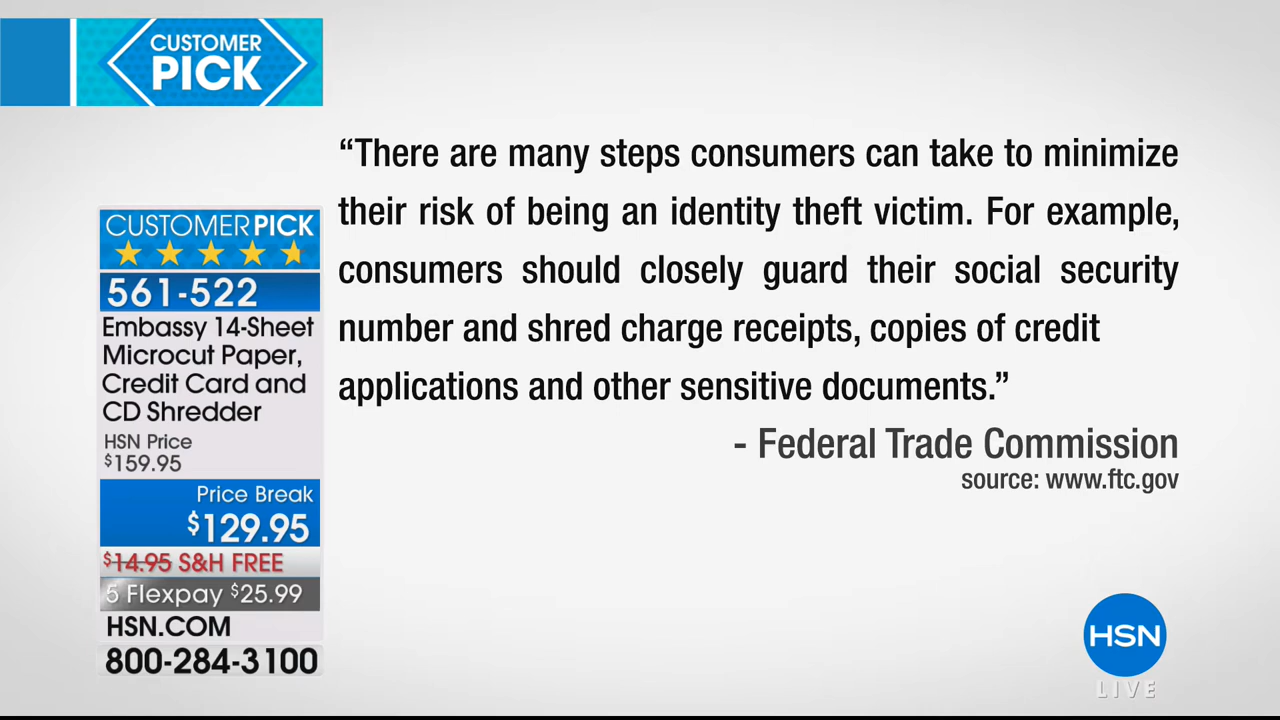 CUSTOMER
PICK
“There are many steps consumers can take to minimize
their risk of being an identity theft victim. For example,
consumers should closely guard their social security
number and shred charge receipts, copies of credit
applications and other sensitive documents.”
- Federal Trade Commission
source: www.ftc.gov
CUSTOMER PICK
561-522
Embassy 14-Sheet
Microcut Paper,
Credit Card and
CD Shredder
HSN Price
$159.95
Price Break
$129.95
$14.95 S&H FREE
5 Flexpay $25.99
HSN.COM
800-284-3100
HSN
LIVE